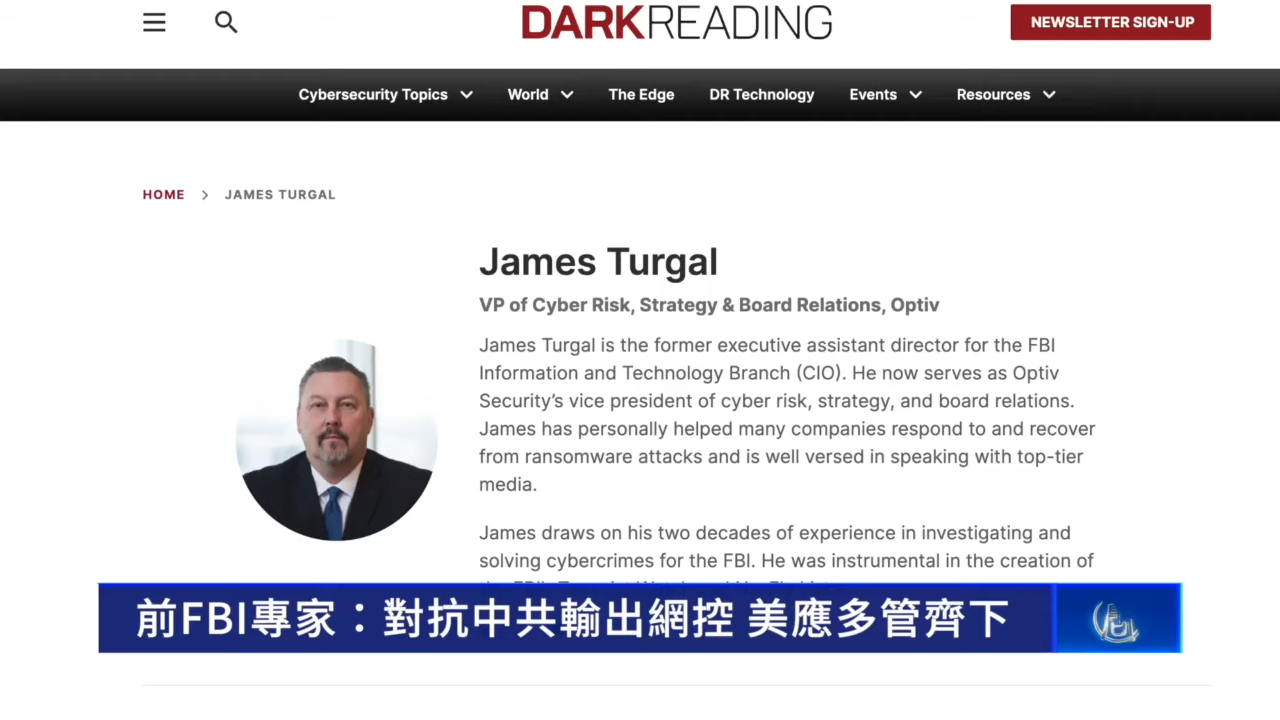 DARKREADING
NEWSLETTER SIGN-UP
Cybersecurity Topics
World
The Edge
DR Technology
Events
Resources
HOME > JAMES TURGAL
James Turgal
VP of Cyber Risk, Strategy & Board Relations, Optiv
James Turgal is the former executive assistant director for the FBI
Information and Technology Branch (CIO). He now serves as Optiv
Security’s vice president of cyber risk, strategy, and board relations.
James has personally helped many companies respond to and recover
from ransomware attacks and is well versed in speaking with top-tier
media.
James draws on his two decades of experience in investigating and
solving cybercrimes for the FBI. He was instrumental in the creation of
前FBI專家：對抗中共輸出網控 美應多管齊下